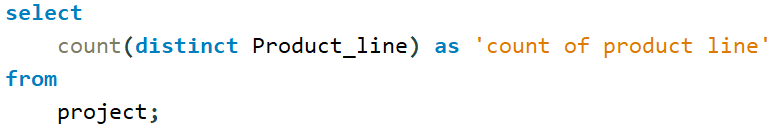 select
    count(distinct Product_line) as 'count of product line'
from
    project;